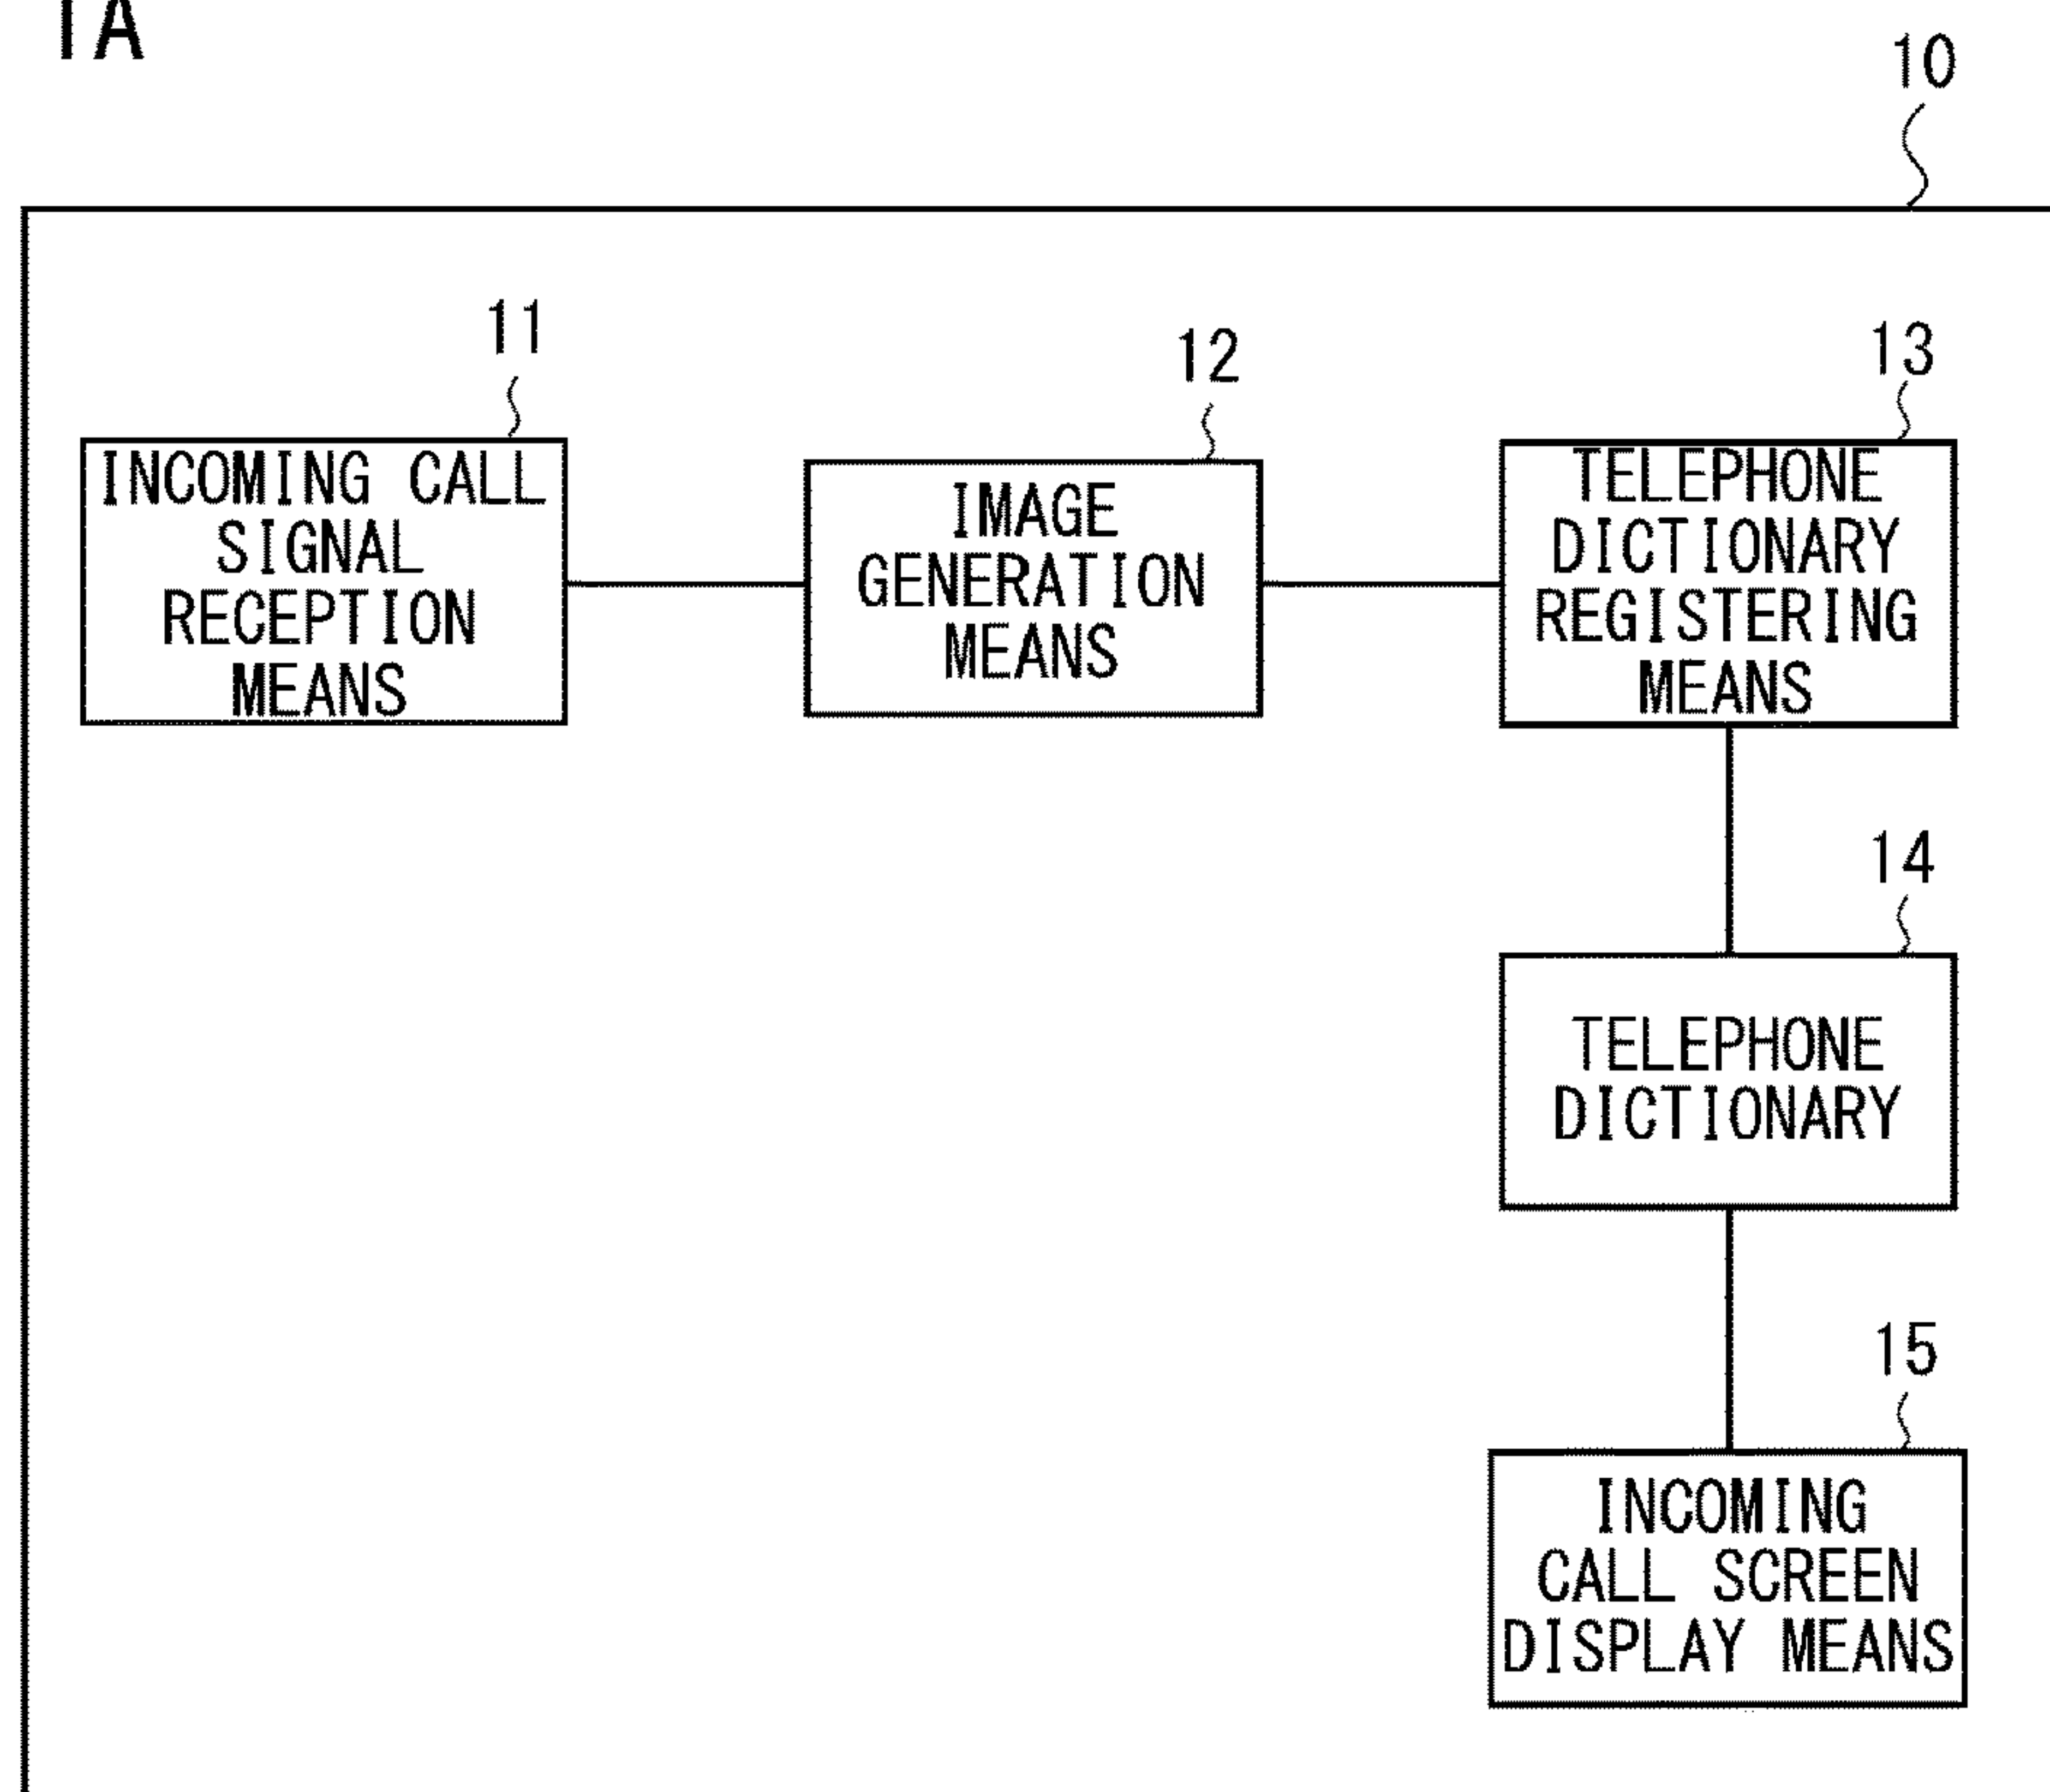 1A
10
11
INCOMING CALL
SIGNAL
RECEPTION
MEANS
12
IMAGE
GENERATION
MEANS
13
TELEPHONE
DICTIONARY
REGISTERING
MEANS
14
TELEPHONE
DICTIONARY
15
INCOMING
CALL SCREEN
DISPLAY MEANS